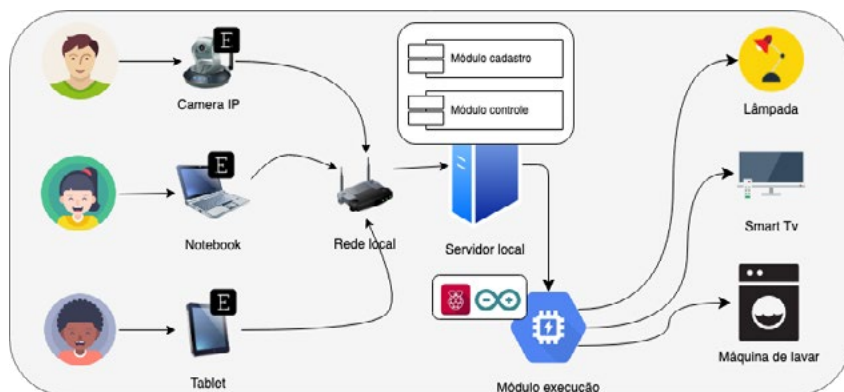 E
Camera IP
Módulo cadastro
Módulo controle
Lâmpada
E
Notebook
Rede local
Servidor local
Smart Tv
E
Tablet
Módulo execução
Máquina de lavar